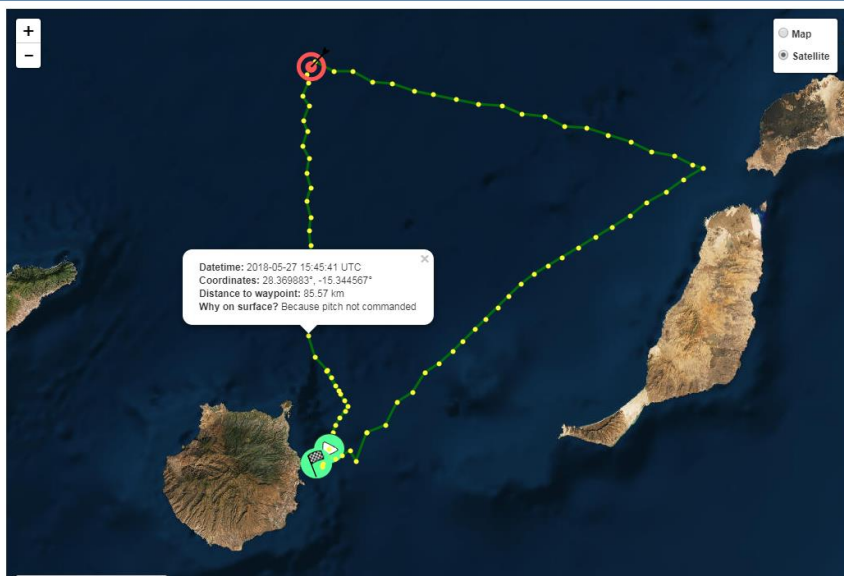 +
−
Map
Satellite
×
Datetime: 2018-05-27 15:45:41 UTC
Coordinates: 28.369883°, -15.344567°
Distance to waypoint: 85.57 km
Why on surface? Because pitch not commanded